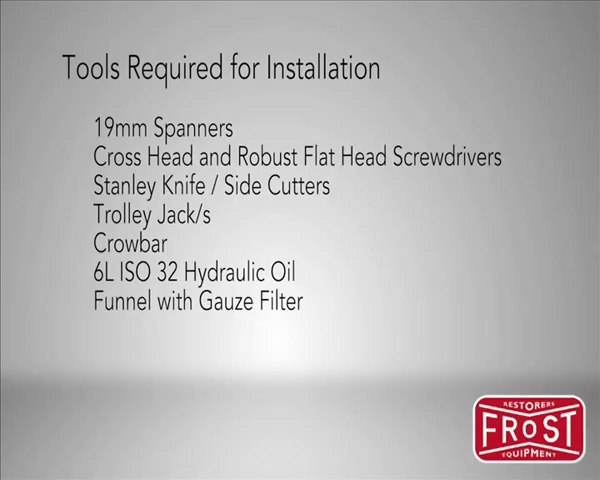 Tools Required for Installation
19mm Spanners
Cross Head and Robust Flat Head Screwdrivers
Stanley Knife / Side Cutters
Trolley Jack/s
Crowbar
6L ISO 32 Hydraulic Oil
Funnel with Gauze Filter
RESTORERS
FROST
EQUIPMENT